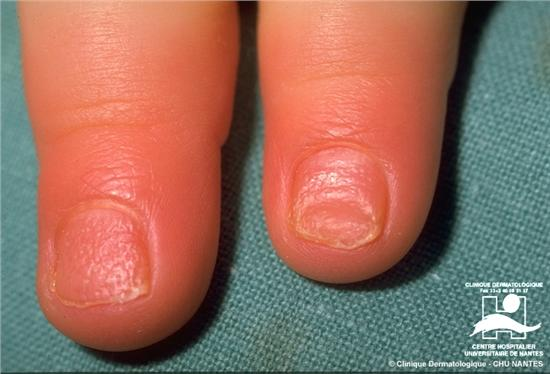 CLINIQUE DERMATOLOGIQUE
H
CENTRE HOSPITALIER
UNIVERSITAIRE DE NANTES
© Clinique Dermatologique - CHU NANTES